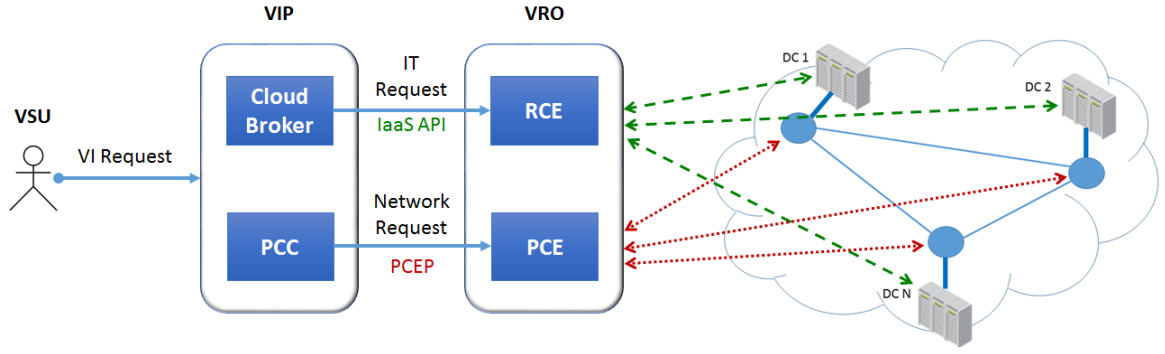 VSU
VI Request
VIP
Cloud
Broker
PCC
IT
Request
IaaS API
Network
Request
PCEP
VRO
RCE
PCE
DC 1
DC 2
DC N